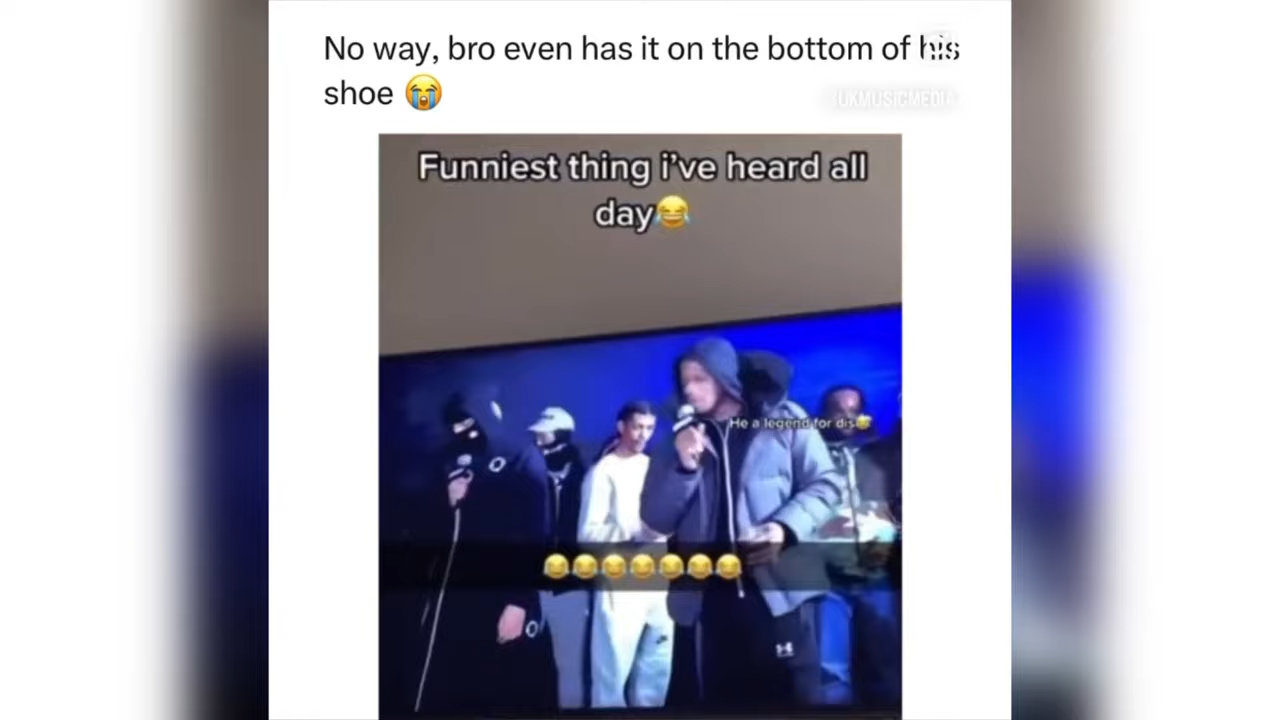 No way, bro even has it on the bottom of his
shoe 😭
UKMUSICMEDIA
Funniest thing i've heard all
day😂
He a legend for dis😂
😂😂😂😂😂😂😂